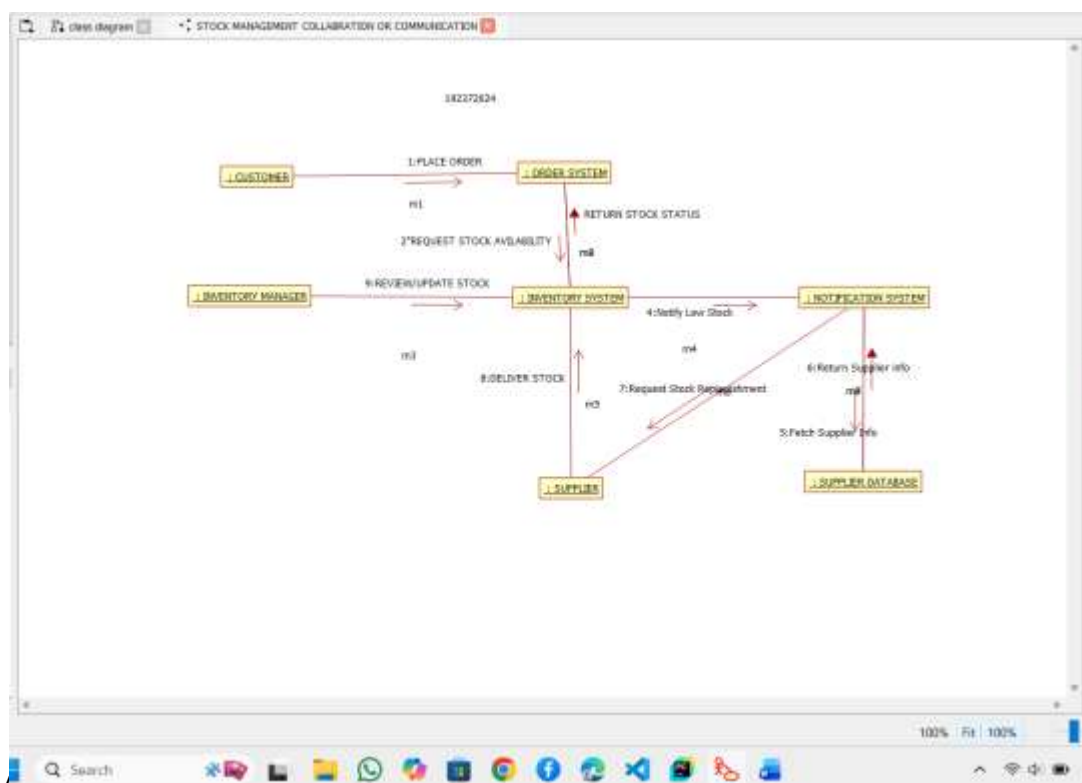 class diagram
STOCK MANAGEMENT COLLABRATION OR COMMUNICATION
192372624
1:PLACE ORDER
: CUSTOMER
: ORDER SYSTEM
m1
RETURN STOCK STATUS
2"REQUEST STOCK AVILABILITY
m8
9:REVIEW/UPDATE STOCK
: INVENTORY MANAGER
: INVENTORY SYSTEM
: NOTIFICATION SYSTEM
4:Notify Low Stock
m4
6:Return Supplier info
8:DELIVER STOCK
7:Request Stock Replenishment
m5
5:Fetch Supplier Info
: SUPPLIER
: SUPPLIER DATABASE
100% Fit 100%
Search